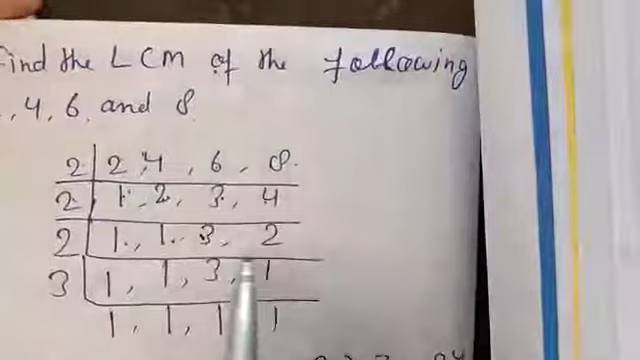 Find the LCM of the following
, 4, 6, and 8.
2 | 2, 4, 6, 8.
2 | 1, 2, 3, 4
2 | 1, 1, 3, 2
3 | 1, 1, 3, 1
1, 1, 1, 1